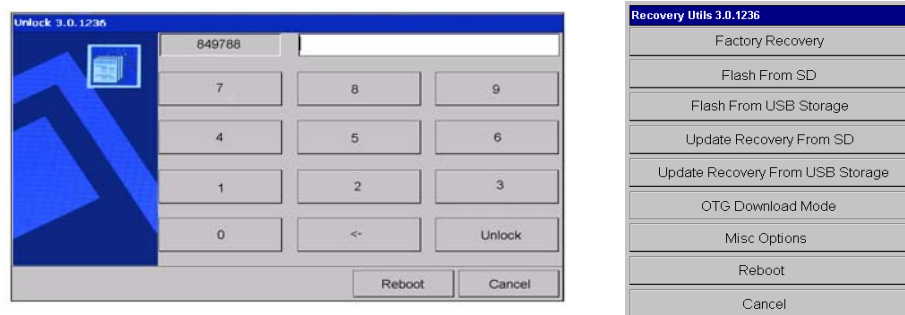 Unlock 3.0.1236
849788
7 8 9
4 5 6
1 2 3
0 <- Unlock
Reboot Cancel
Recovery Utils 3.0.1236
Factory Recovery
Flash From SD
Flash From USB Storage
Update Recovery From SD
Update Recovery From USB Storage
OTG Download Mode
Misc Options
Reboot
Cancel